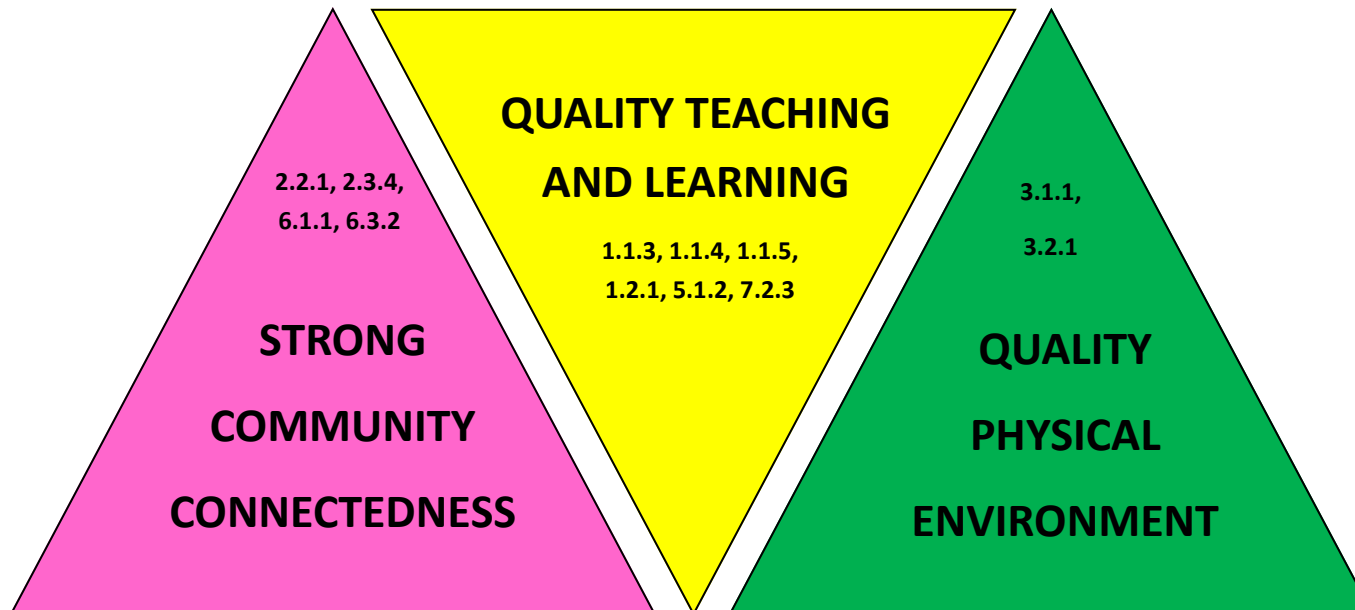 2.2.1, 2.3.4,
6.1.1, 6.3.2
STRONG
COMMUNITY
CONNECTEDNESS
QUALITY TEACHING
AND LEARNING
1.1.3, 1.1.4, 1.1.5,
1.2.1, 5.1.2, 7.2.3
3.1.1,
3.2.1
QUALITY
PHYSICAL
ENVIRONMENT